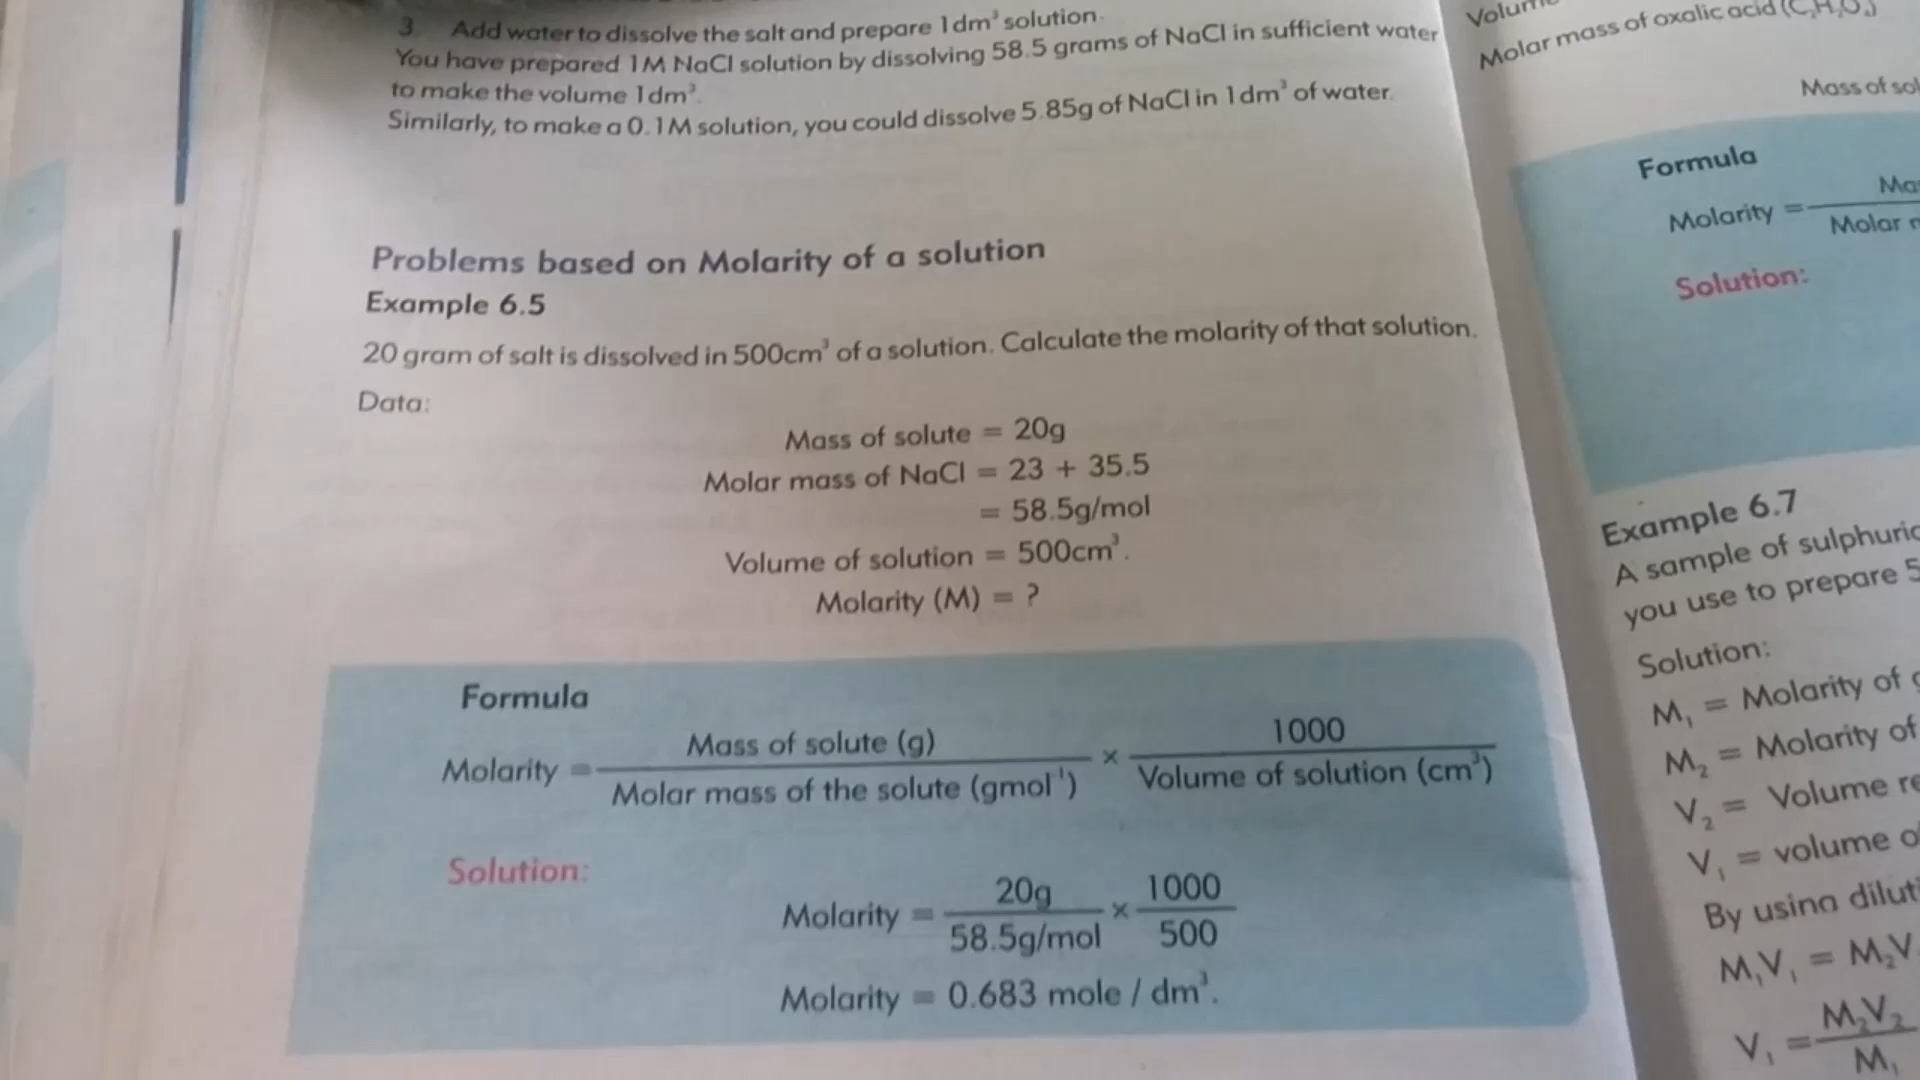 3. Add water to dissolve the salt and prepare 1dm³ solution.
You have prepared 1M NaCl solution by dissolving 58.5 grams of NaCl in sufficient water
to make the volume 1dm³.
Similarly, to make a 0.1M solution, you could dissolve 5.85g of NaCl in 1dm³ of water.
Problems based on Molarity of a solution
Example 6.5
20 gram of salt is dissolved in 500cm³ of a solution. Calculate the molarity of that solution.
Data:
Mass of solute = 20g
Molar mass of NaCl = 23 + 35.5
= 58.5g/mol
Volume of solution = 500cm³.
Molarity (M) = ?
Formula
Molarity = Mass of solute (g) / Molar mass of the solute (gmol⁻¹) × 1000 / Volume of solution (cm³)
Solution:
Molarity = 20g / 58.5g/mol × 1000 / 500
Molarity = 0.683 mole / dm³.
Molar mass of oxalic acid (C₂H₂O₄)
Mass of
Formula
Molarity =
Molar
Solution:
Example 6.7
A sample of
you use to prepare
Solution:
M₁ = Molarity of
M₂ = Molarity of
V₂ = Volume
V₁ = volume
By using
M₁V₁ = M₂V
V₁ = M₂V₂ / M₁